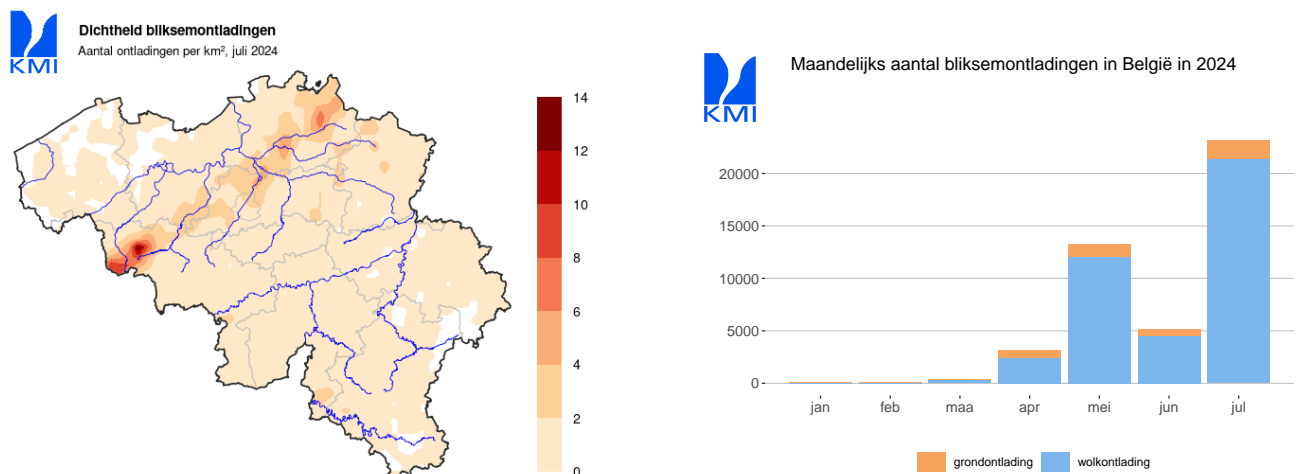 KMI
Dichtheid bliksemontladingen
Aantal ontladingen per km², juli 2024
14
12
10
8
6
4
2
0
KMI
Maandelijks aantal bliksemontladingen in België in 2024
20000
15000
10000
5000
0
jan feb maa apr mei jun jul
grondontlading wolkontlading